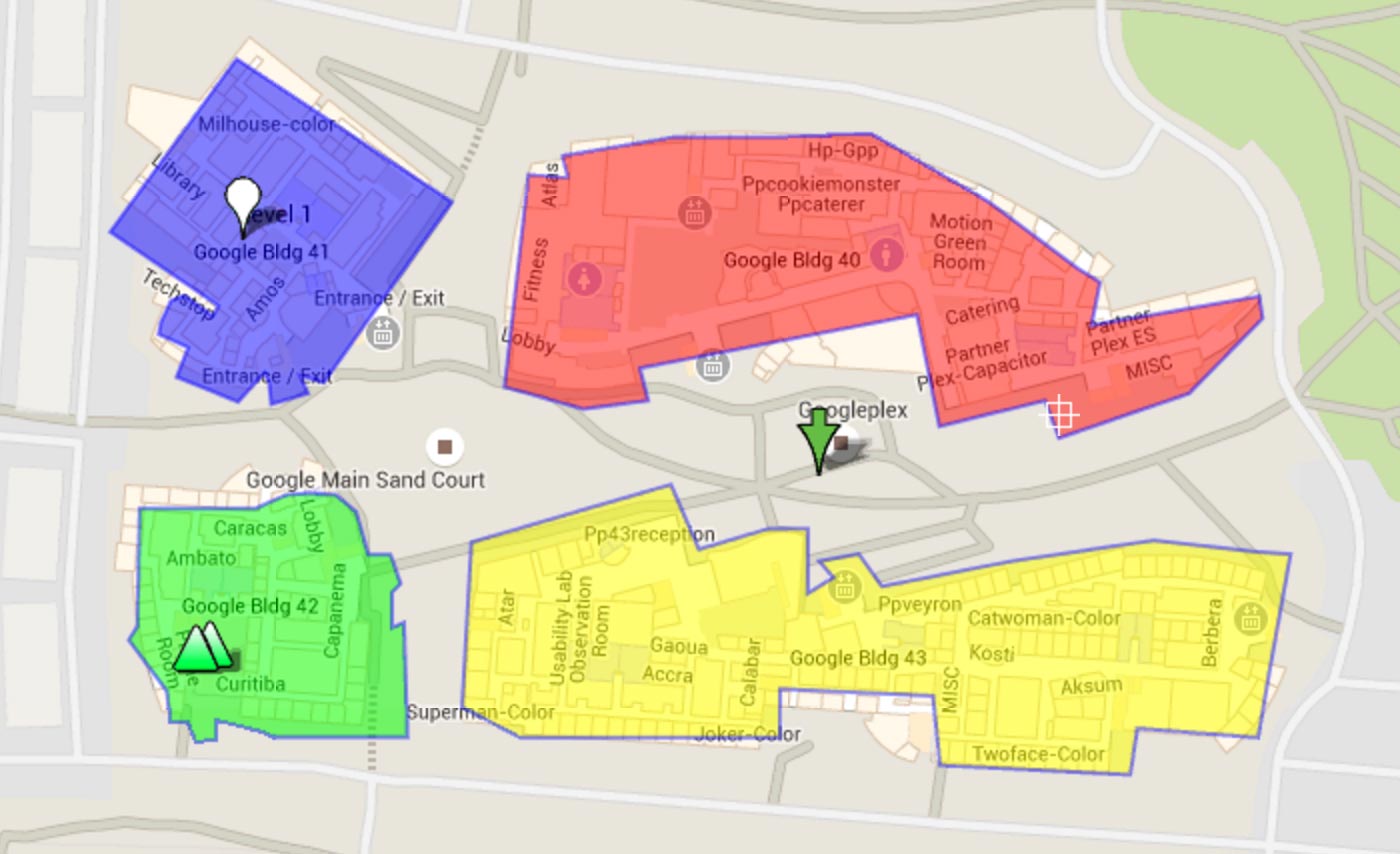 Milhouse-color
Library
evel 1
Google Bldg 41
Techstop
Amos
Entrance / Exit
Entrance / Exit
Atlas
Hp-Gpp
Ppcookiemonster
Ppcaterer
Motion
Green
Room
Google Bldg 40
Fitness
Lobby
Catering
Partner
Plex-Capacitor
Partner
Plex ES
MISC
Googleplex
Google Main Sand Court
Caracas
Lobby
Ambato
Google Bldg 42
Capanema
Room
Curitiba
Superman-Color
Pp43reception
Atar
Usability Lab
Observation
Room
Gaoua
Accra
Calabar
Joker-Color
Google Bldg 43
Ppveyron
Catwoman-Color
Kosti
MISC
Aksum
Berbera
Twoface-Color